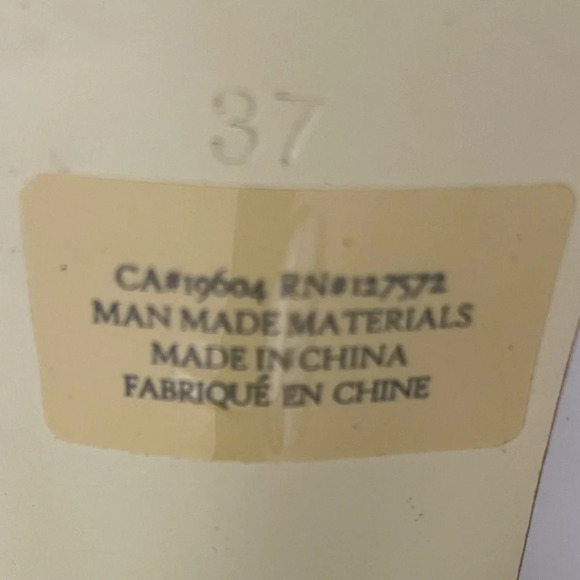 37
CA#19604 RN#127572
MAN MADE MATERIALS
MADE IN CHINA
FABRIQUÉ EN CHINE